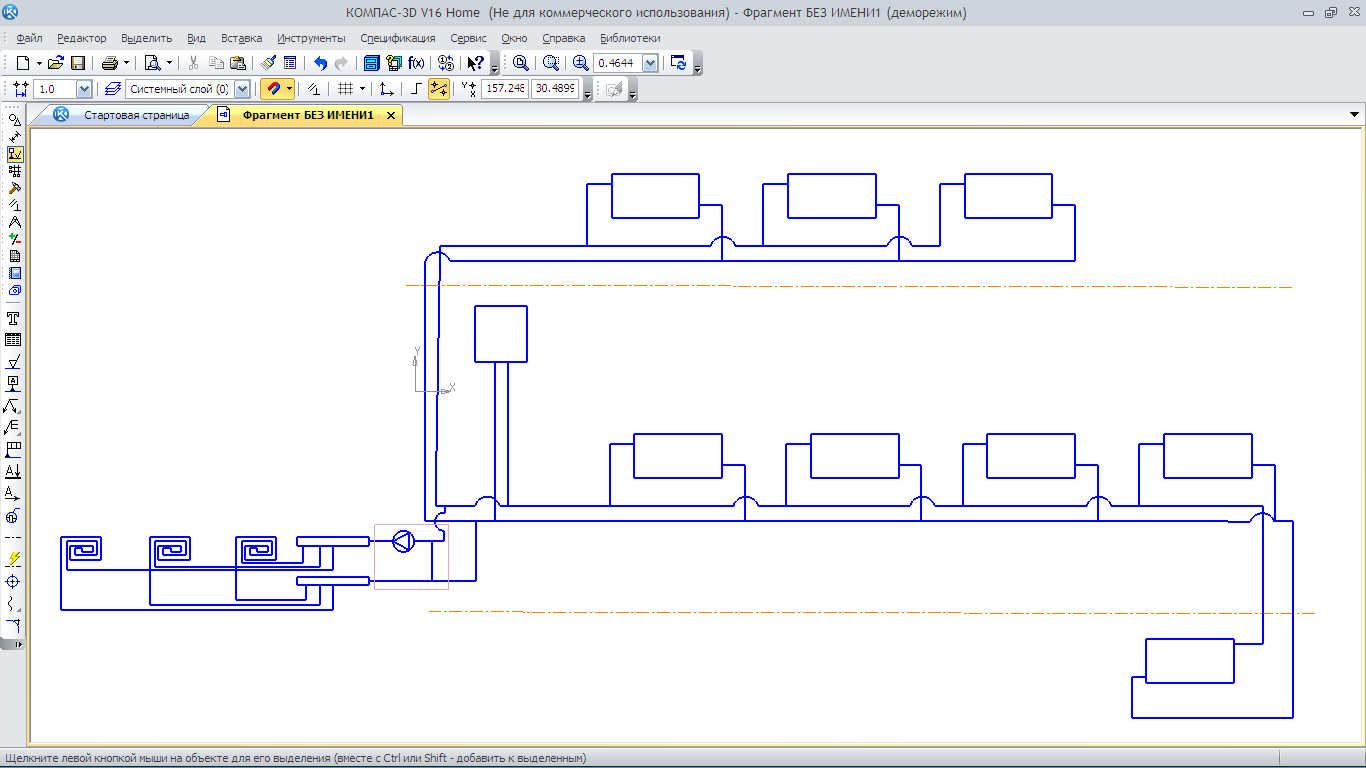 КОМПАС-3D V16 Home (Не для коммерческого использования) - Фрагмент БЕЗ ИМЕНИ1 (деморежим)
Файл Редактор Выделить Вид Вставка Инструменты Спецификация Сервис Окно Справка Библиотеки
f(x) 0.4644
1.0 Системный слой (0) 157.248 30.4899
Стартовая страница Фрагмент БЕЗ ИМЕНИ1
Y
X
Щелкните левой кнопкой мыши на объекте для его выделения (вместе с Ctrl или Shift - добавить к выделенным)